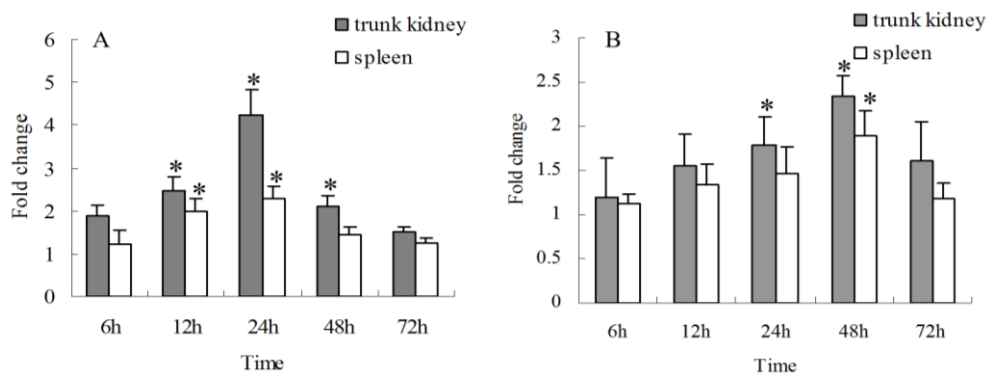 A
trunk kidney
spleen
6
5
4
3
2
1
0
Fold change
* * * * *
6h 12h 24h 48h 72h
Time
B
trunk kidney
spleen
3
2.5
2
1.5
1
0.5
0
Fold change
* * *
6h 12h 24h 48h 72h
Time